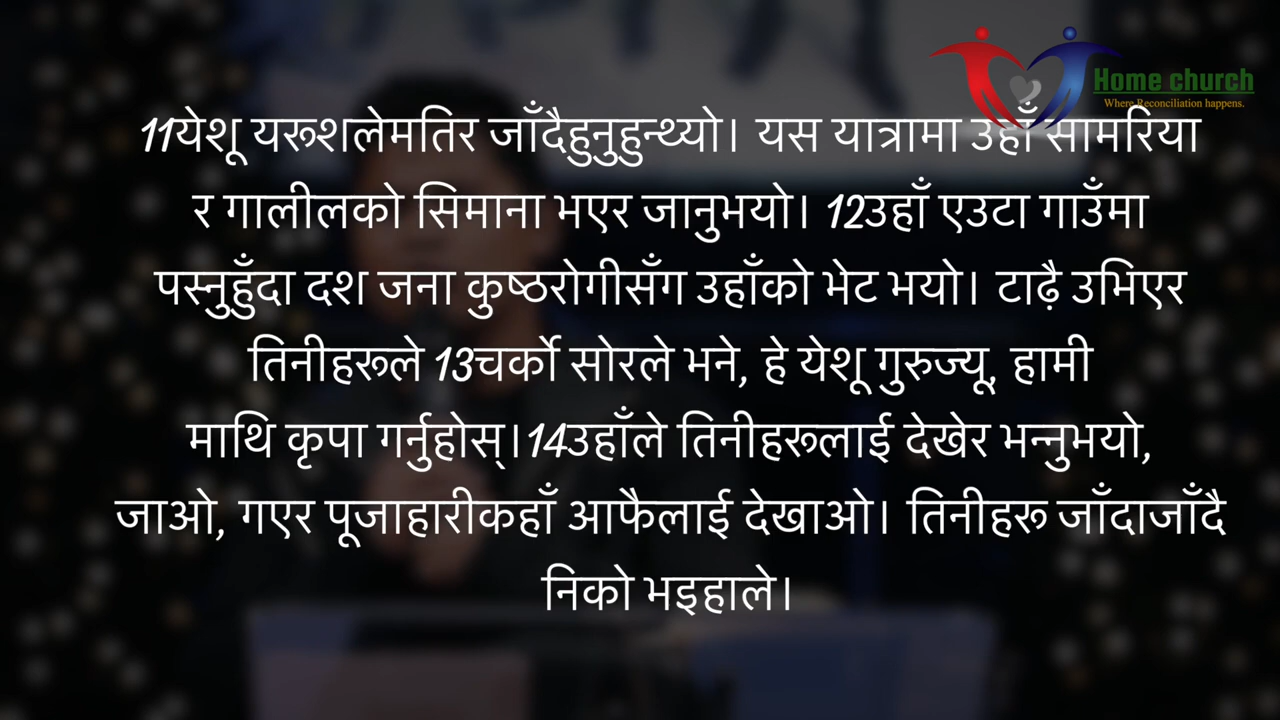 Home church
Where Reconciliation happens.
11येशू यरूशलेमतिर जाँदैहुनुहुन्थ्यो। यस यात्रामा उहाँ सामरिया
र गालीलको सिमाना भएर जानुभयो। 12उहाँ एउटा गाउँमा
पस्नुहुँदा दश जना कुष्ठरोगीसँग उहाँको भेट भयो। टाढ़ै उभिएर
तिनीहरूले 13चर्को सोरले भने, हे येशू गुरुज्यू, हामी
माथि कृपा गर्नुहोस्।14उहाँले तिनीहरूलाई देखेर भन्नुभयो,
जाओ, गएर पूजाहारीकहाँ आफैलाई देखाओ। तिनीहरू जाँदाजाँदै
निको भइहाले।